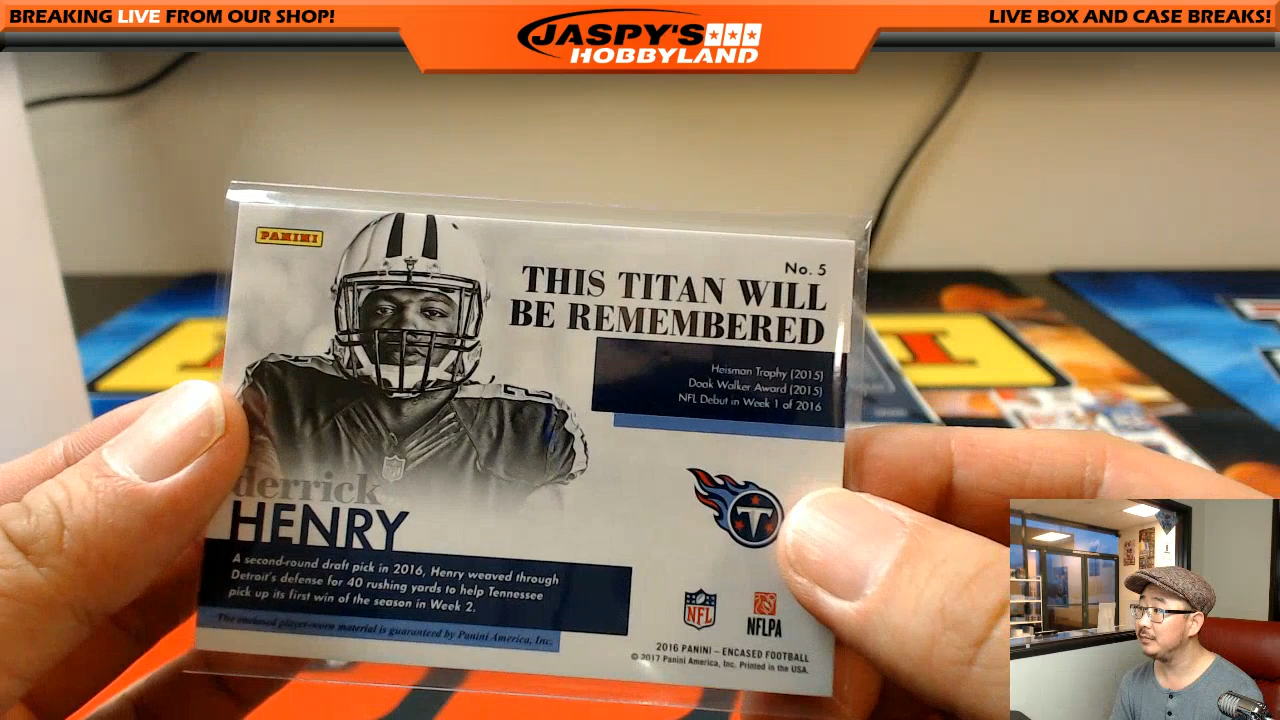 BREAKING LIVE FROM OUR SHOP!
JASPY'S
HOBBYLAND
LIVE BOX AND CASE BREAKS!
PANINI
No. 5
THIS TITAN WILL
BE REMEMBERED
Heisman Trophy (2015)
Doak Walker Award (2015)
NFL Debut in Week 1 of 2016
derrick
HENRY
T
A second-round draft pick in 2016, Henry weaved through
Detroit's defense for 40 rushing yards to help Tennessee
pick up its first win of the season in Week 2.
The enclosed player-worn material is guaranteed by Panini America, Inc.
NFL
NFLPA
2016 PANINI – ENCASED FOOTBALL
© 2017 Panini America, Inc. Printed in the USA.